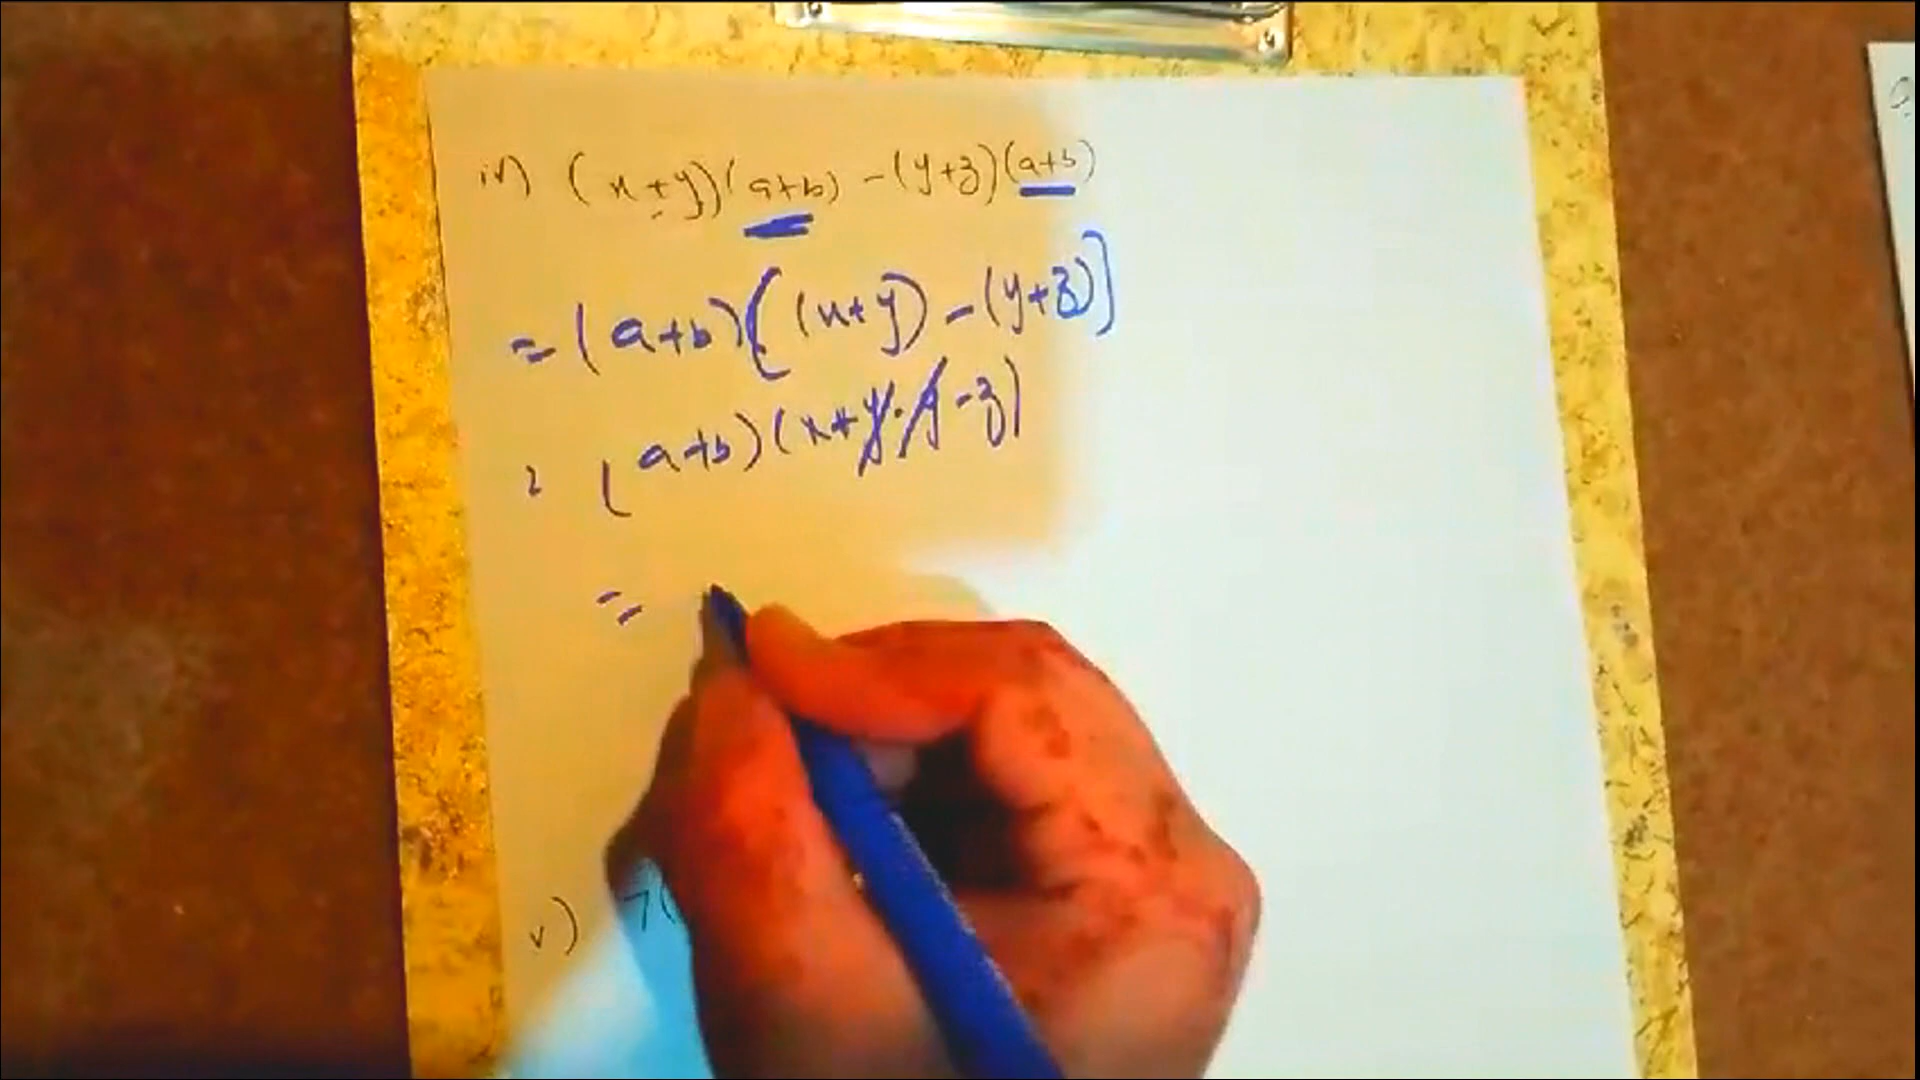 iv) (x+y)(a+b) -(y+z)(a+b)
= (a+b)[(x+y) -(y+z)]
= (a+b)(x+y-y-z)
=
v) 7(